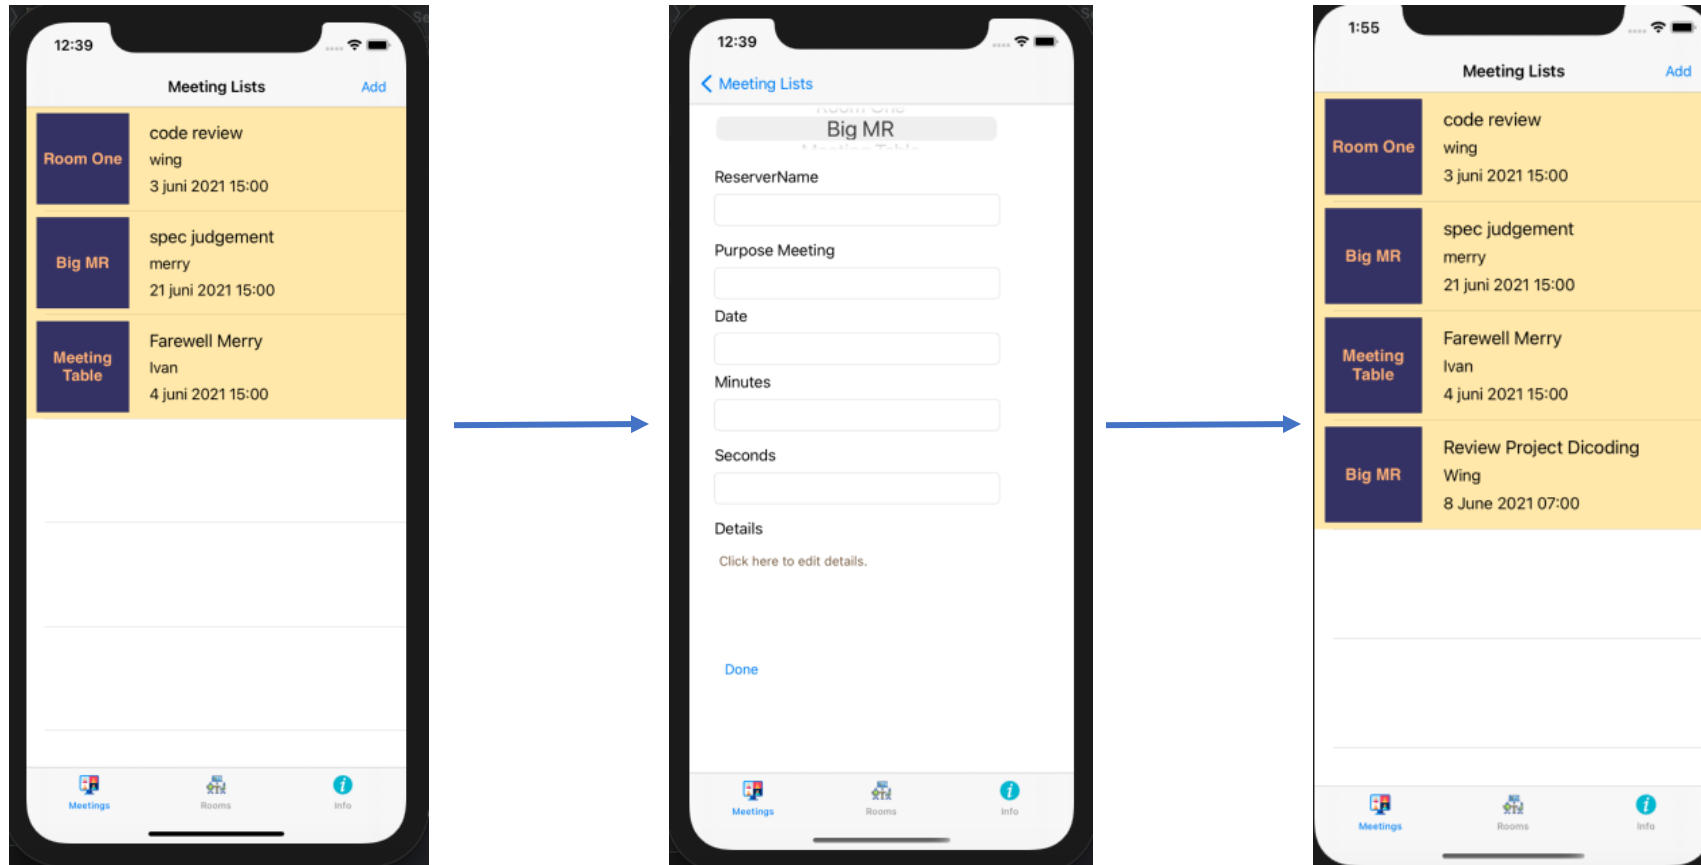 12:39
Meeting Lists
Add
Room One
code review
wing
3 juni 2021 15:00
Big MR
spec judgement
merry
21 juni 2021 15:00
Meeting
Table
Farewell Merry
Ivan
4 juni 2021 15:00
Meetings
Rooms
Info
12:39
Meeting Lists
Room One
Big MR
Meeting Table
ReserverName
Purpose Meeting
Date
Minutes
Seconds
Details
Click here to edit details.
Done
Meetings
Rooms
Info
1:55
Meeting Lists
Add
Room One
code review
wing
3 juni 2021 15:00
Big MR
spec judgement
merry
21 juni 2021 15:00
Meeting
Table
Farewell Merry
Ivan
4 juni 2021 15:00
Big MR
Review Project Dicoding
Wing
8 June 2021 07:00
Meetings
Rooms
Info